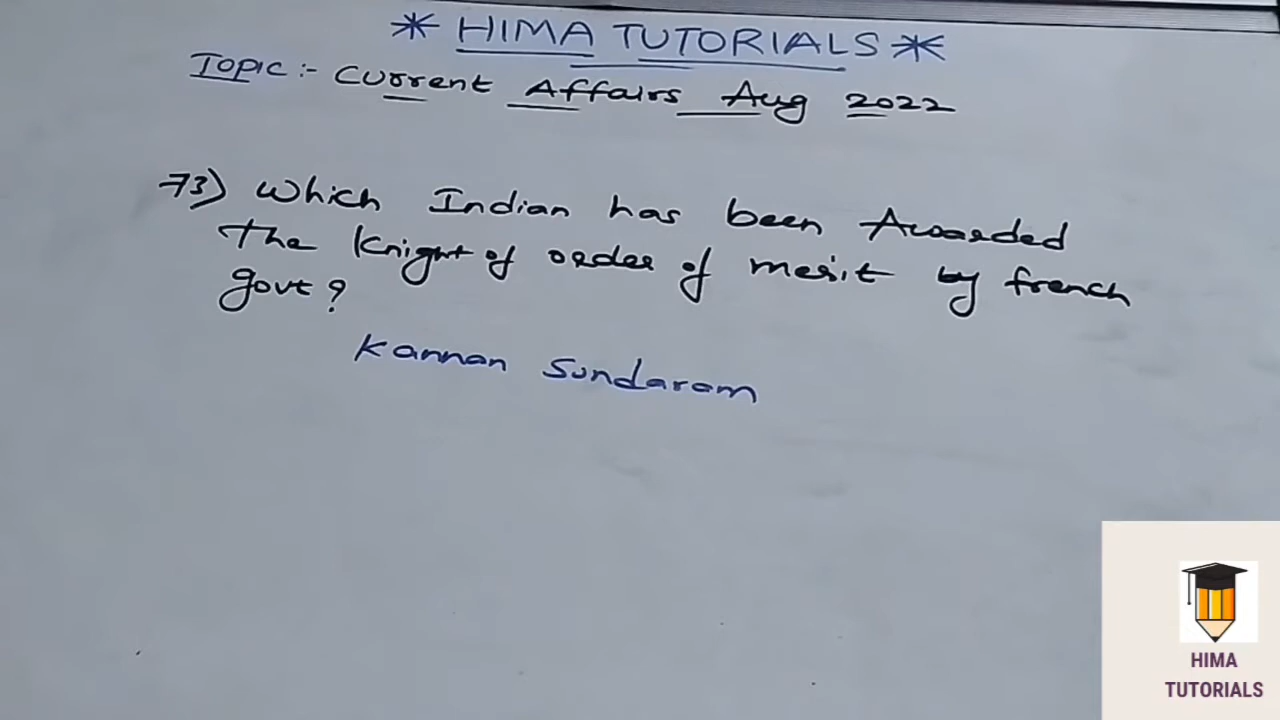 * HIMA TUTORIALS *
Topic :- Current Affairs Aug 2022
73) Which Indian has been Awarded
The Knight of order of merit by french
govt ?
Kannan Sundaram
HIMA
TUTORIALS